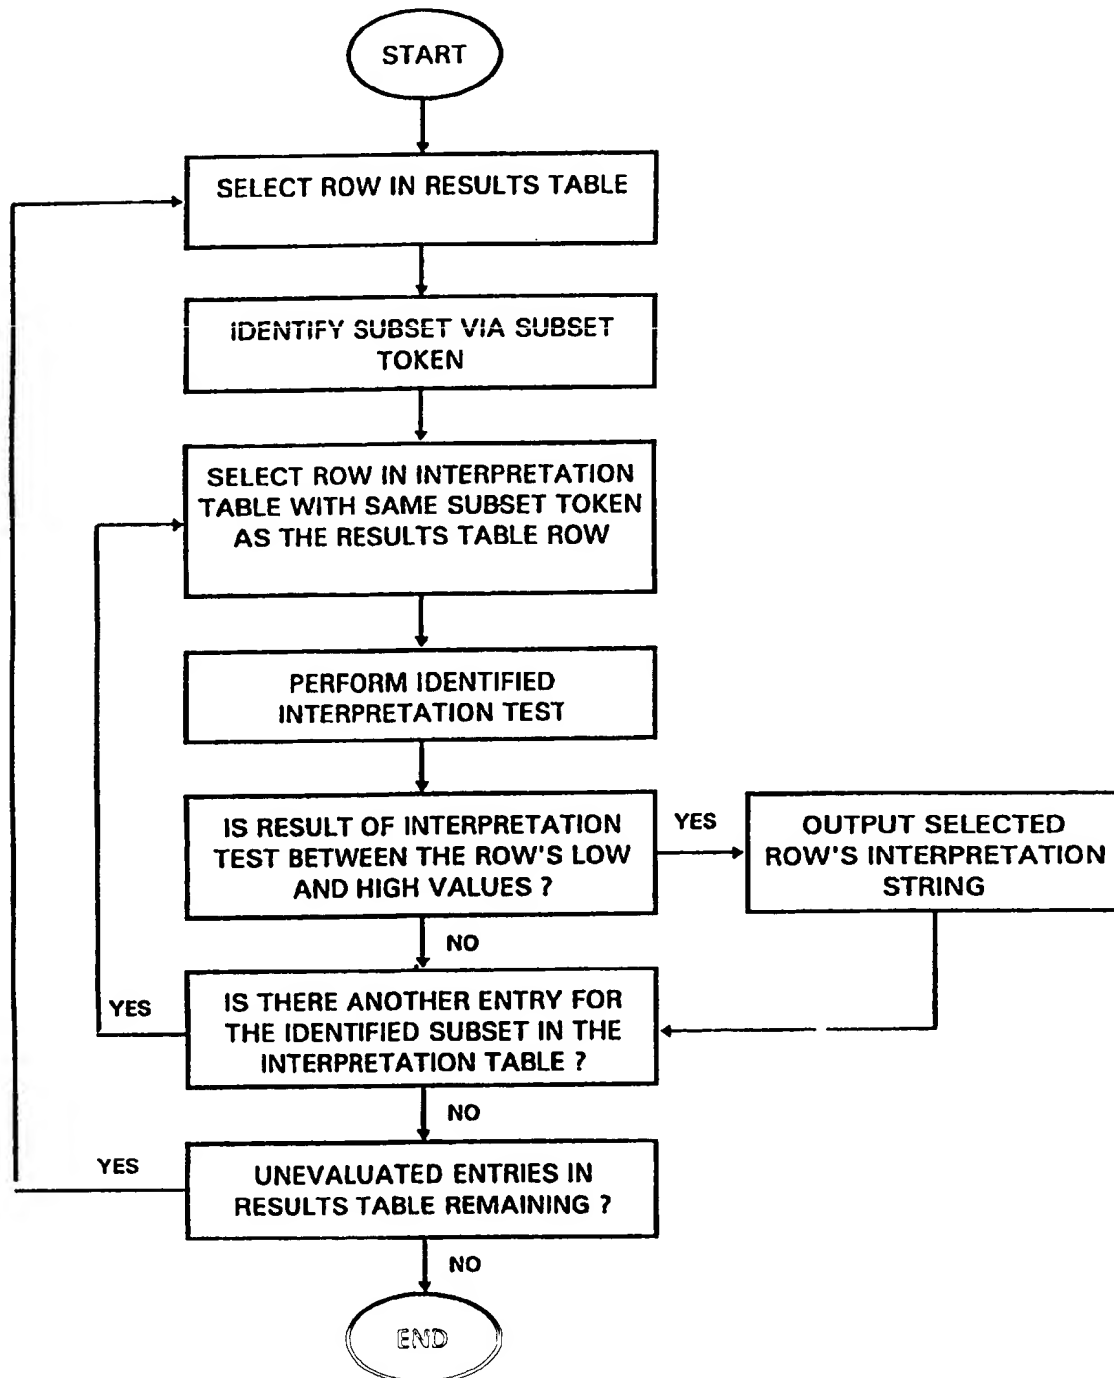 START
SELECT ROW IN RESULTS TABLE
IDENTIFY SUBSET VIA SUBSET
TOKEN
SELECT ROW IN INTERPRETATION
TABLE WITH SAME SUBSET TOKEN
AS THE RESULTS TABLE ROW
PERFORM IDENTIFIED
INTERPRETATION TEST
IS RESULT OF INTERPRETATION
TEST BETWEEN THE ROW'S LOW
AND HIGH VALUES ?
YES
OUTPUT SELECTED
ROW'S INTERPRETATION
STRING
NO
IS THERE ANOTHER ENTRY FOR
THE IDENTIFIED SUBSET IN THE
INTERPRETATION TABLE ?
YES
NO
UNEVALUATED ENTRIES IN
RESULTS TABLE REMAINING ?
YES
NO
END